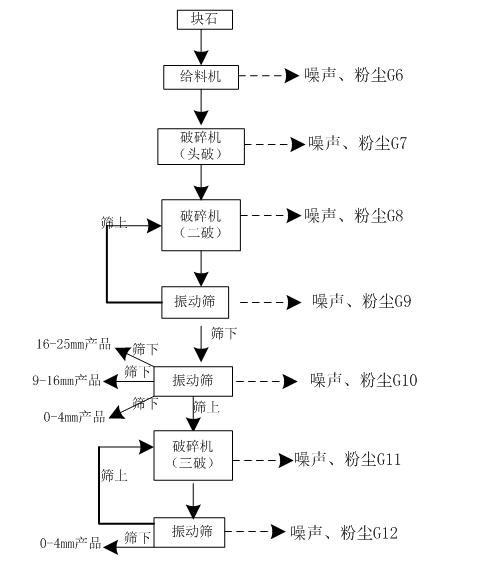 块石
给料机
噪声、粉尘G6
破碎机
（头破）
噪声、粉尘G7
破碎机
（二破）
噪声、粉尘G8
筛上
振动筛
噪声、粉尘G9
筛下
16-25mm产品
筛下
9-16mm产品
筛下
振动筛
噪声、粉尘G10
0-4mm产品
筛下
筛上
破碎机
（三破）
噪声、粉尘G11
筛上
振动筛
噪声、粉尘G12
0-4mm产品
筛下